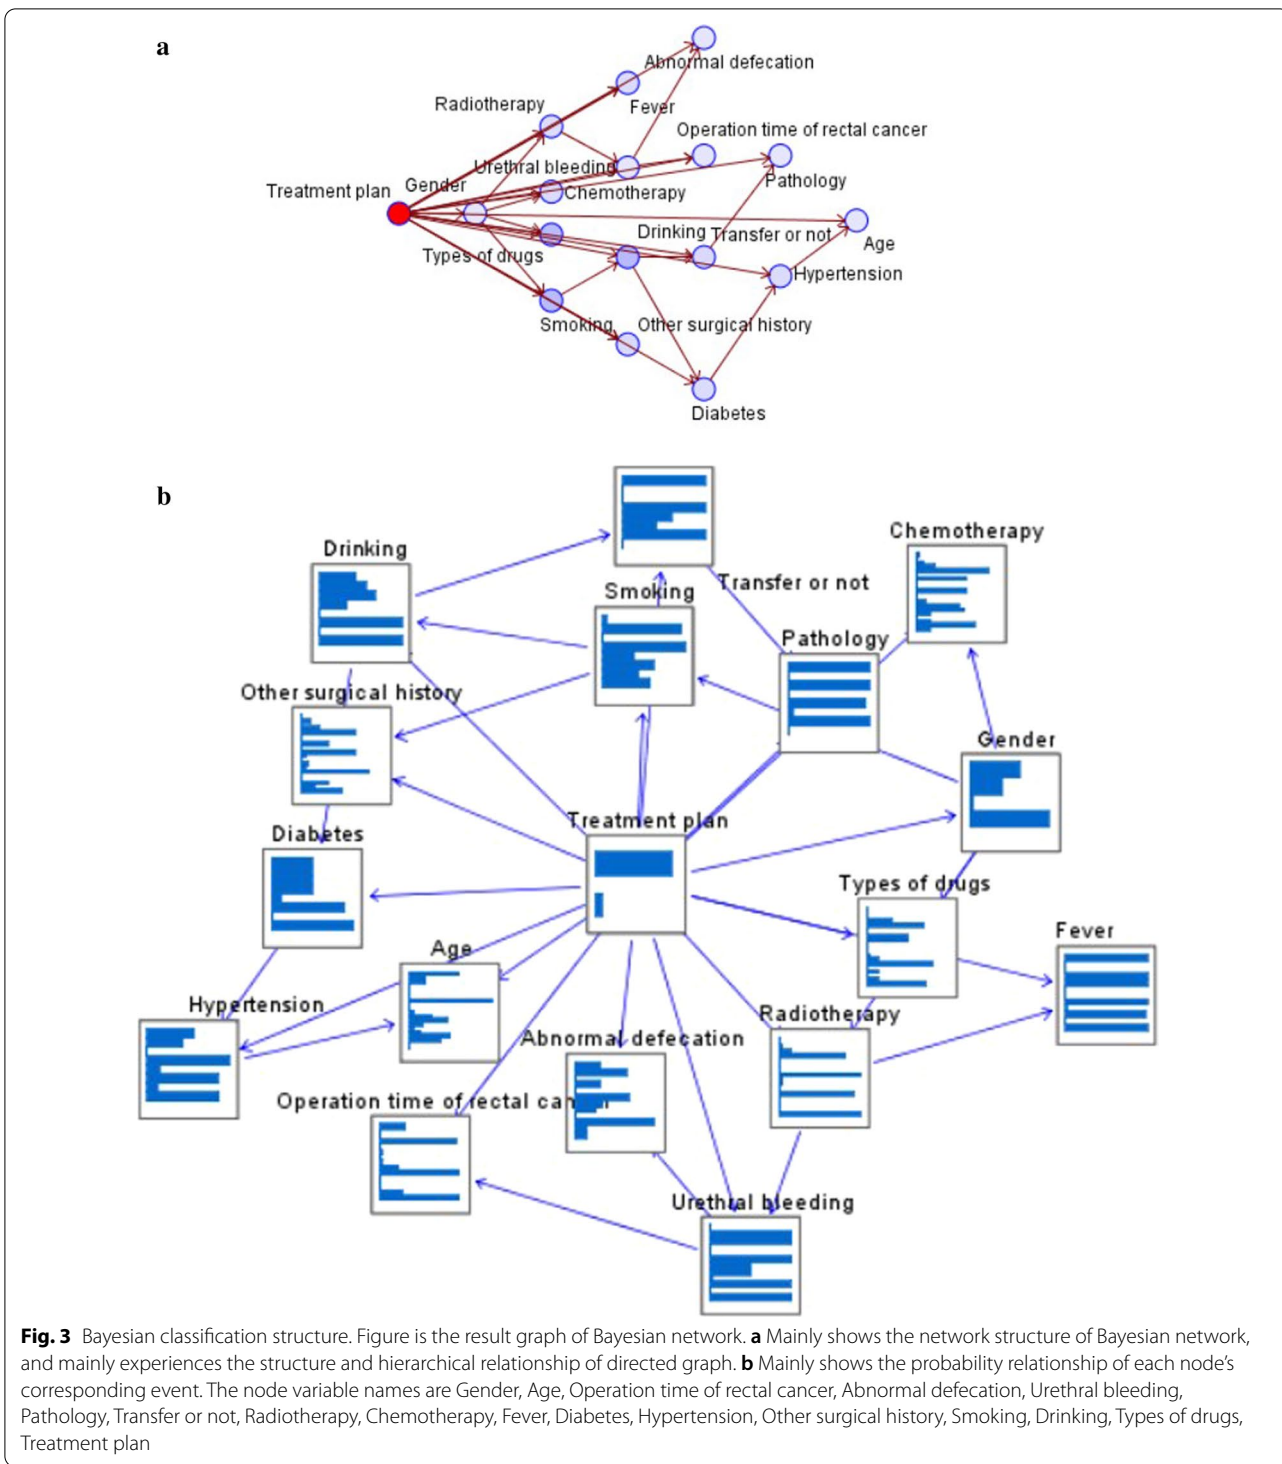 a
Abnormal defecation
Radiotherapy
Fever
Operation time of rectal cancer
Urethral bleeding
Treatment plan
Gender
Chemotherapy
Pathology
Drinking
Transfer or not
Age
Types of drugs
Hypertension
Smoking
Other surgical history
Diabetes
b
Chemotherapy
Drinking
Transfer or not
Smoking
Pathology
Other surgical history
Gender
Treatment plan
Diabetes
Types of drugs
Fever
Age
Hypertension
Radiotherapy
Abnormal defecation
Operation time of rectal can
Urethral bleeding
Fig. 3 Bayesian classification structure. Figure is the result graph of Bayesian network. a Mainly shows the network structure of Bayesian network,
and mainly experiences the structure and hierarchical relationship of directed graph. b Mainly shows the probability relationship of each node's
corresponding event. The node variable names are Gender, Age, Operation time of rectal cancer, Abnormal defecation, Urethral bleeding,
Pathology, Transfer or not, Radiotherapy, Chemotherapy, Fever, Diabetes, Hypertension, Other surgical history, Smoking, Drinking, Types of drugs,
Treatment plan